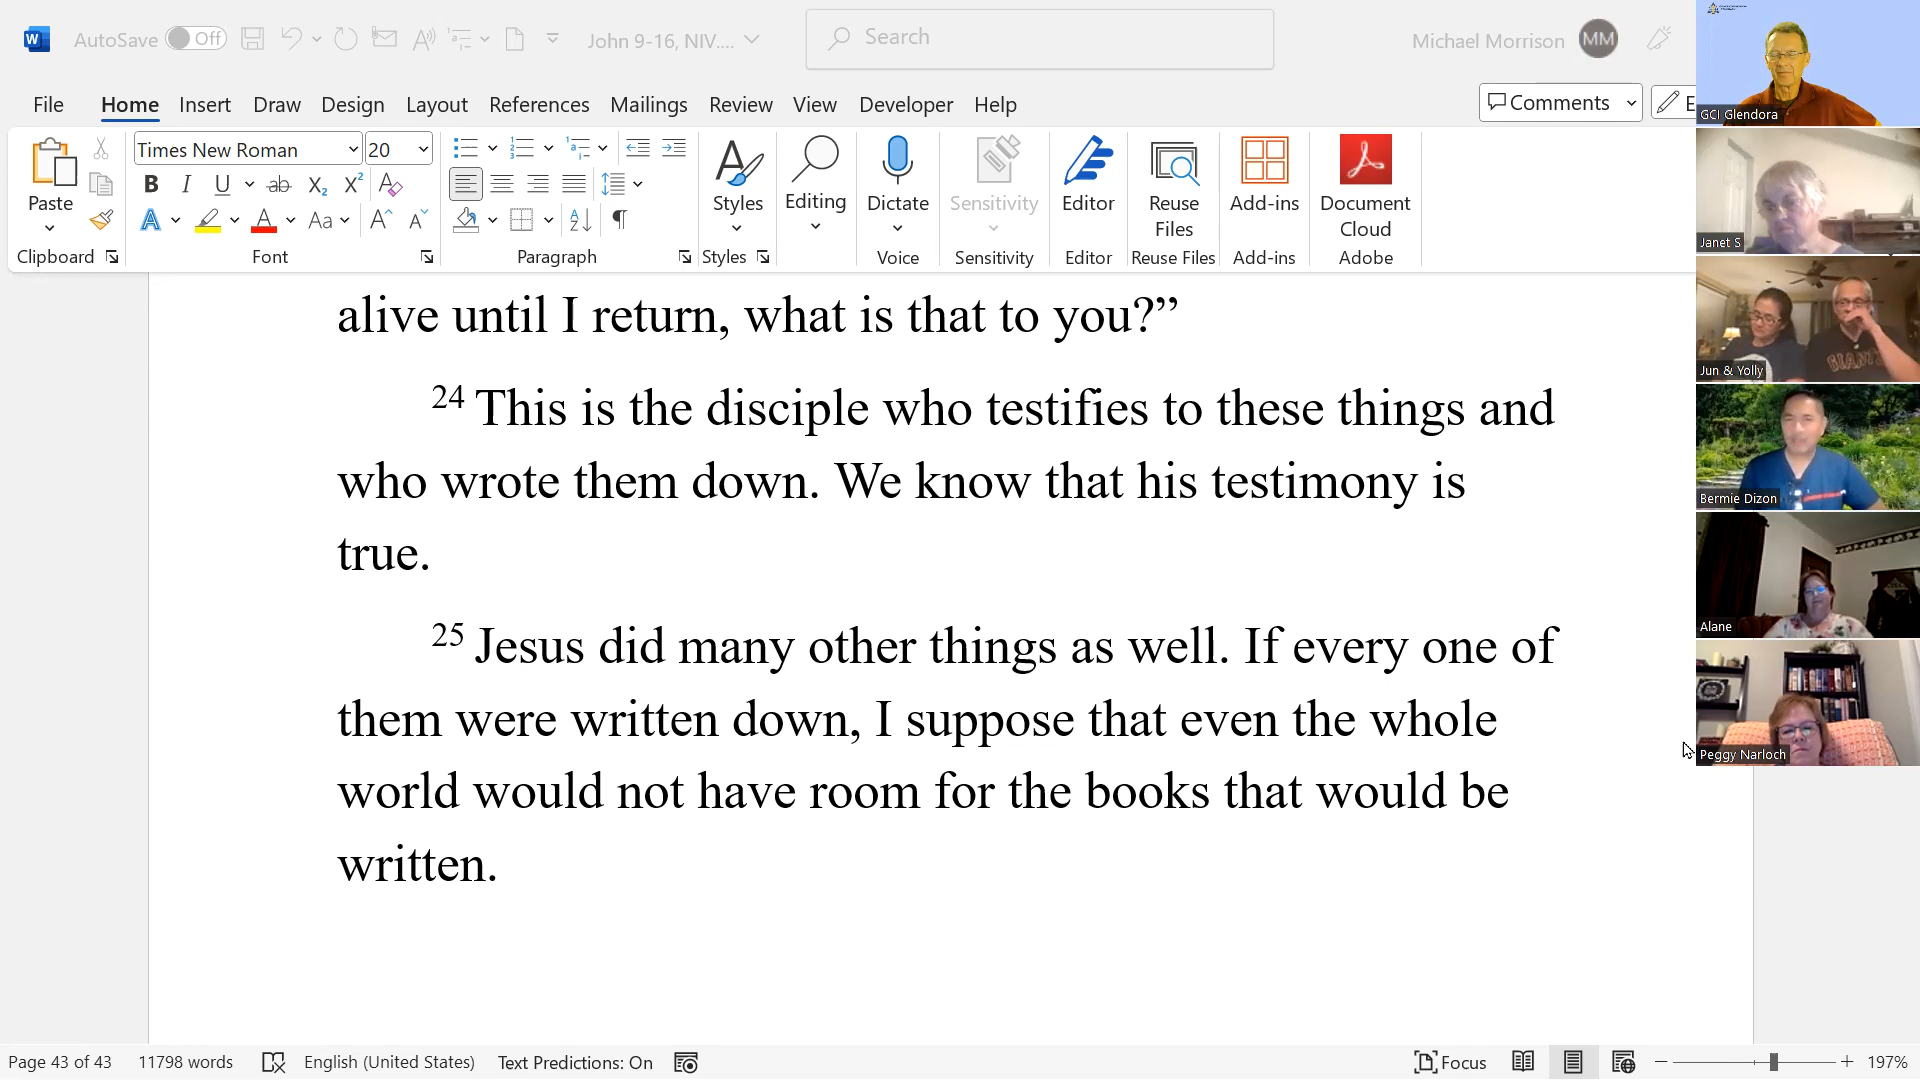 AutoSave Off John 9-16, NIV.... Search Michael Morrison MM
File Home Insert Draw Design Layout References Mailings Review View Developer Help Comments E
Times New Roman 20
Paste Styles Editing Dictate Sensitivity Editor Reuse Files Add-ins Document Cloud
Clipboard Font Paragraph Styles Voice Sensitivity Editor Reuse Files Add-ins Adobe
alive until I return, what is that to you?”
24 This is the disciple who testifies to these things and
who wrote them down. We know that his testimony is
true.
25 Jesus did many other things as well. If every one of
them were written down, I suppose that even the whole
world would not have room for the books that would be
written.
GCI Glendora
Janet S
Jun & Yolly
GIANTS
Bermie Dizon
Alane
Peggy Narloch
Page 43 of 43 11798 words English (United States) Text Predictions: On Focus 197%